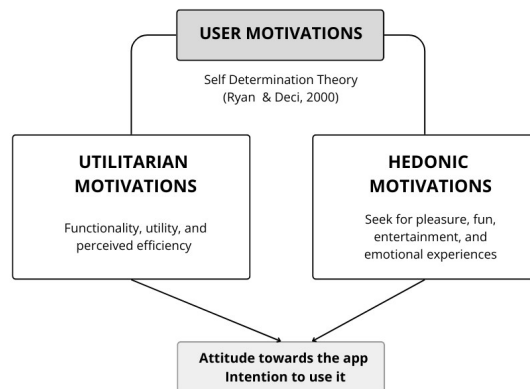 USER MOTIVATIONS
Self Determination Theory
(Ryan & Deci, 2000)
UTILITARIAN
MOTIVATIONS
Functionality, utility, and
perceived efficiency
HEDONIC
MOTIVATIONS
Seek for pleasure, fun,
entertainment, and
emotional experiences
Attitude towards the app
Intention to use it